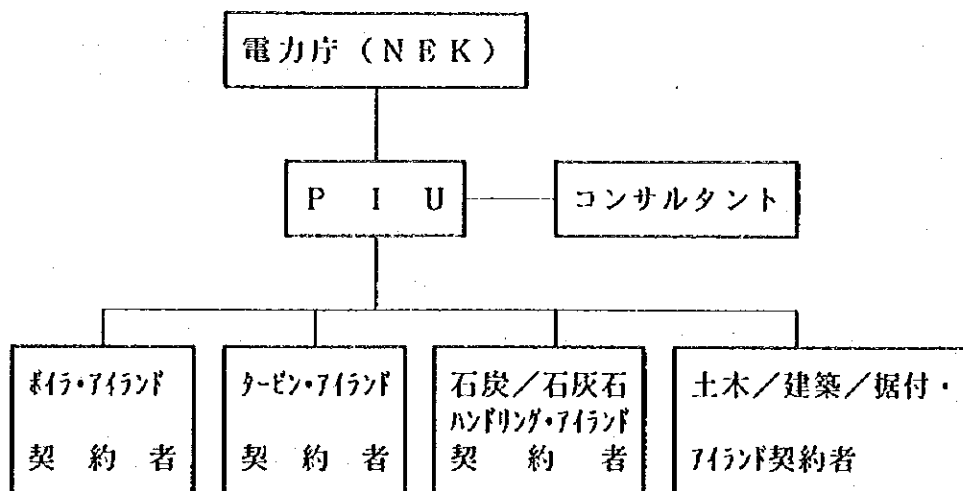 電力庁（ＮＥＫ）
Ｐ　Ｉ　Ｕ
コンサルタント
ﾎﾞｲﾗ・ｱｲﾗﾝﾄﾞ
契　約　者
ﾀｰﾋﾞﾝ・ｱｲﾗﾝﾄﾞ
契　約　者
石炭／石灰石
ﾊﾝﾄﾞﾘﾝｸﾞ・ｱｲﾗﾝﾄﾞ
契　約　者
土木／建築／据付・
ｱｲﾗﾝﾄﾞ契約者